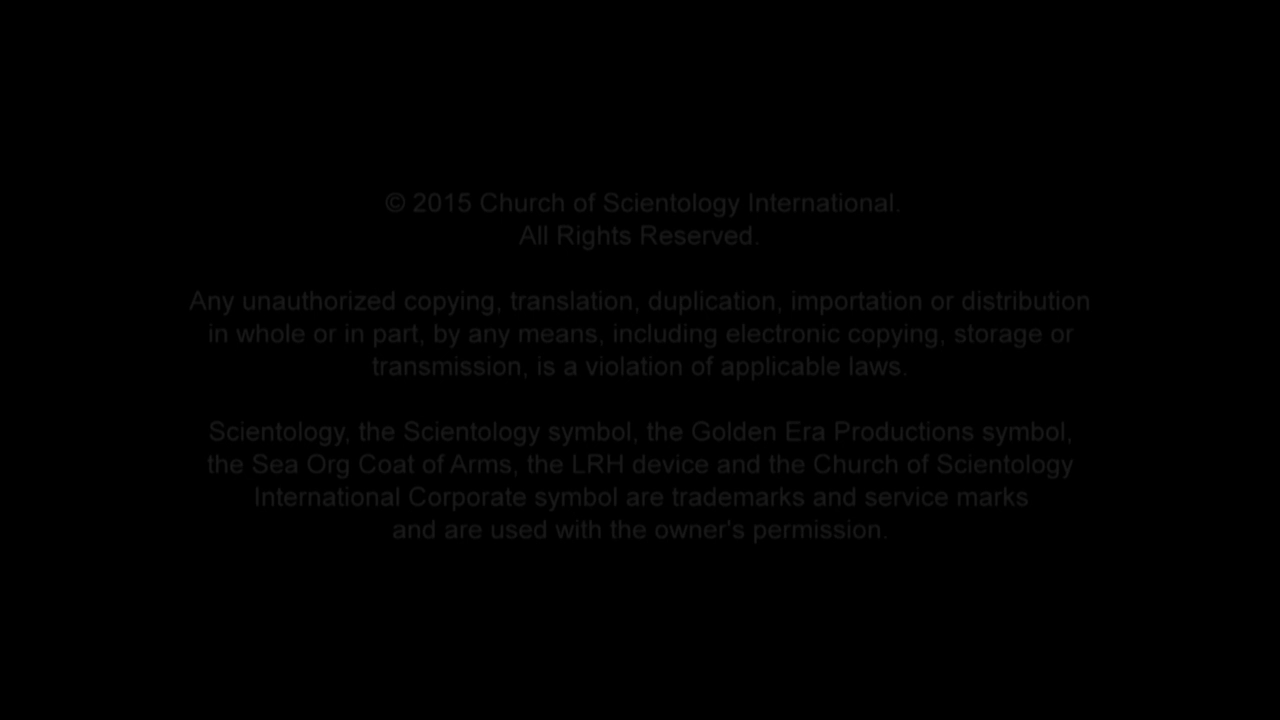 © 2015 Church of Scientology International.
All Rights Reserved.
Any unauthorized copying, translation, duplication, importation or distribution
in whole or in part, by any means, including electronic copying, storage or
transmission, is a violation of applicable laws.
Scientology, the Scientology symbol, the Golden Era Productions symbol,
the Sea Org Coat of Arms, the LRH device and the Church of Scientology
International Corporate symbol are trademarks and service marks
and are used with the owner's permission.